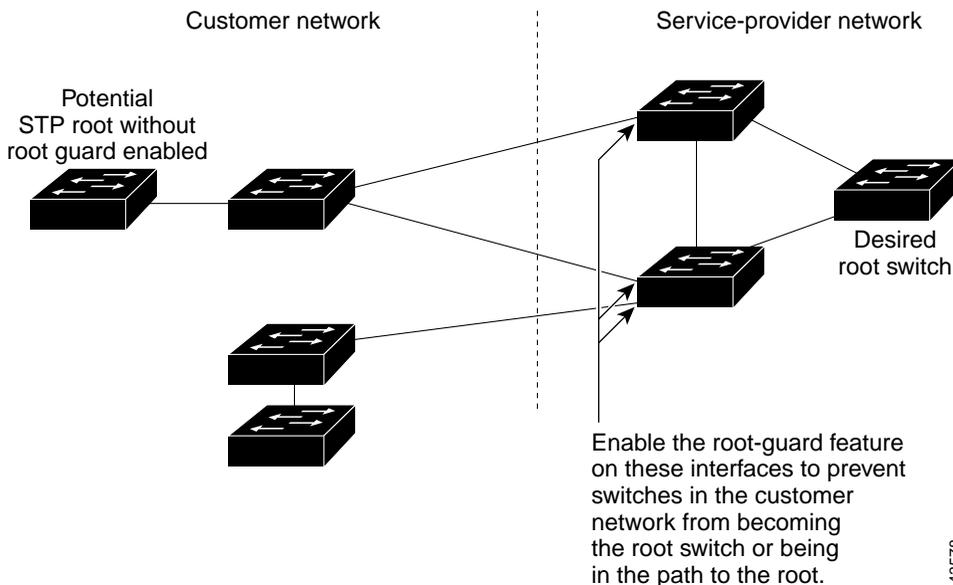 Customer network
Service-provider network
Potential
STP root without
root guard enabled
Desired
root switch
Enable the root-guard feature
on these interfaces to prevent
switches in the customer
network from becoming
the root switch or being
in the path to the root.